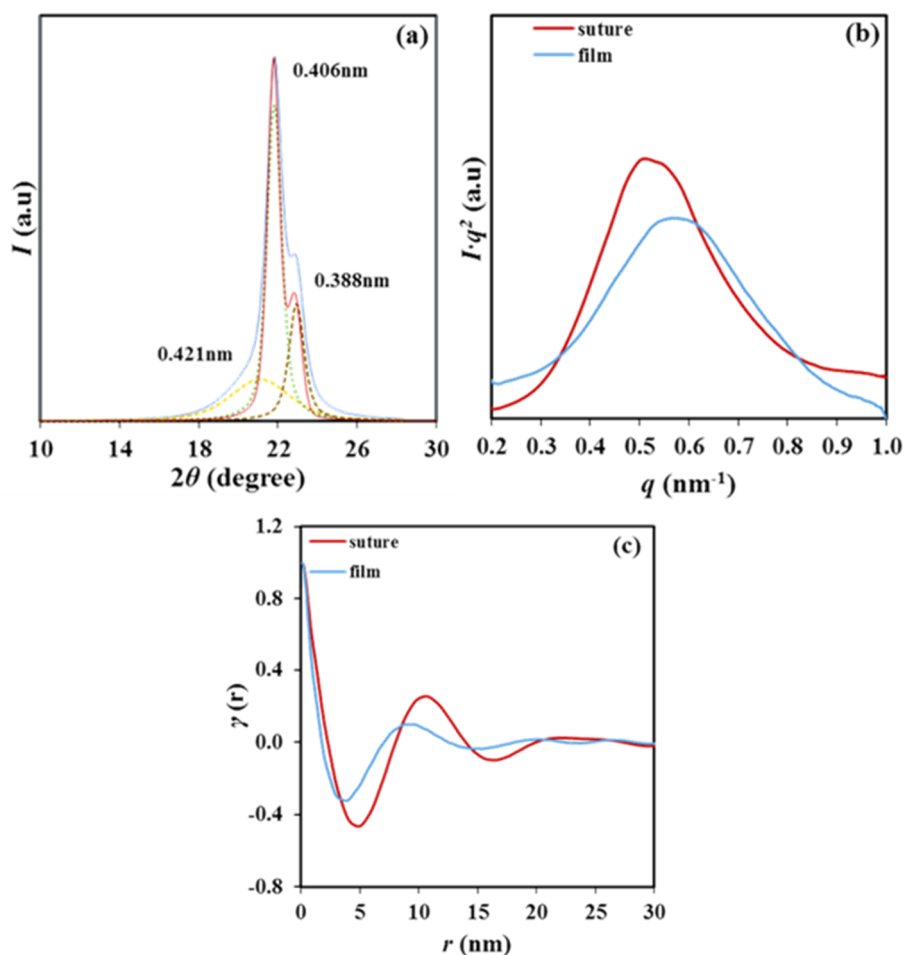 (a)
0.406nm
0.388nm
0.421nm
I (a.u)
10 14 18 22 26 30
2θ (degree)
(b)
suture
film
I·q² (a.u)
0.2 0.3 0.4 0.5 0.6 0.7 0.8 0.9 1.0
q (nm⁻¹)
(c)
suture
film
1.2
0.8
0.4
0.0
-0.4
-0.8
γ (r)
0 5 10 15 20 25 30
r (nm)